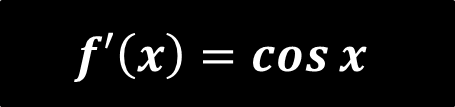 f'(x) = cos x